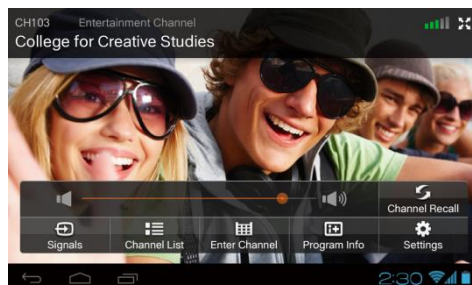 CH103 Entertainment Channel
College for Creative Studies
Channel Recall
Signals Channel List Enter Channel Program Info Settings
2:30